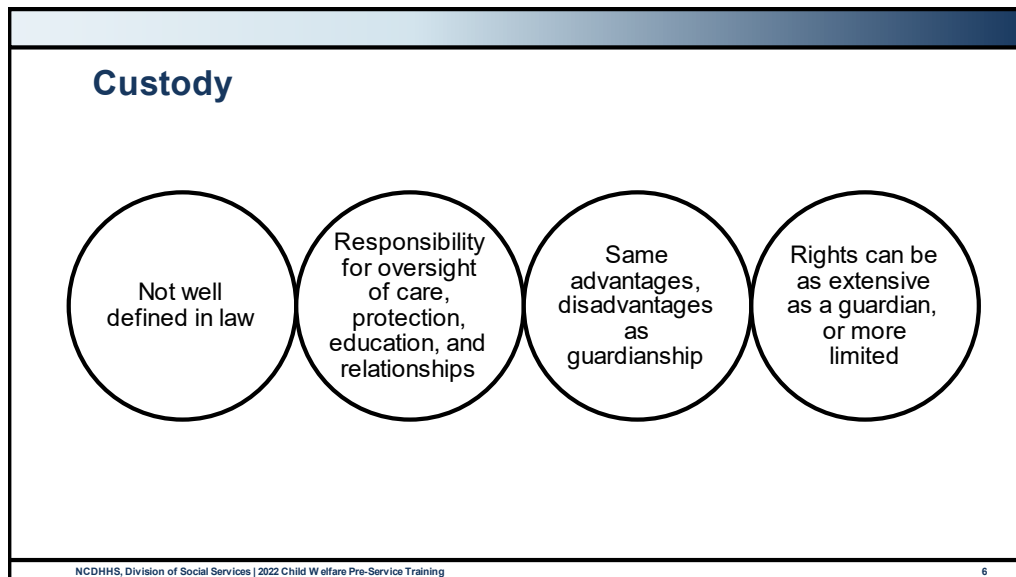 Custody
Not well
defined in law
Responsibility
for oversight
of care,
protection,
education, and
relationships
Same
advantages,
disadvantages
as
guardianship
Rights can be
as extensive
as a guardian,
or more
limited
NCDHHS, Division of Social Services | 2022 Child Welfare Pre-Service Training
6